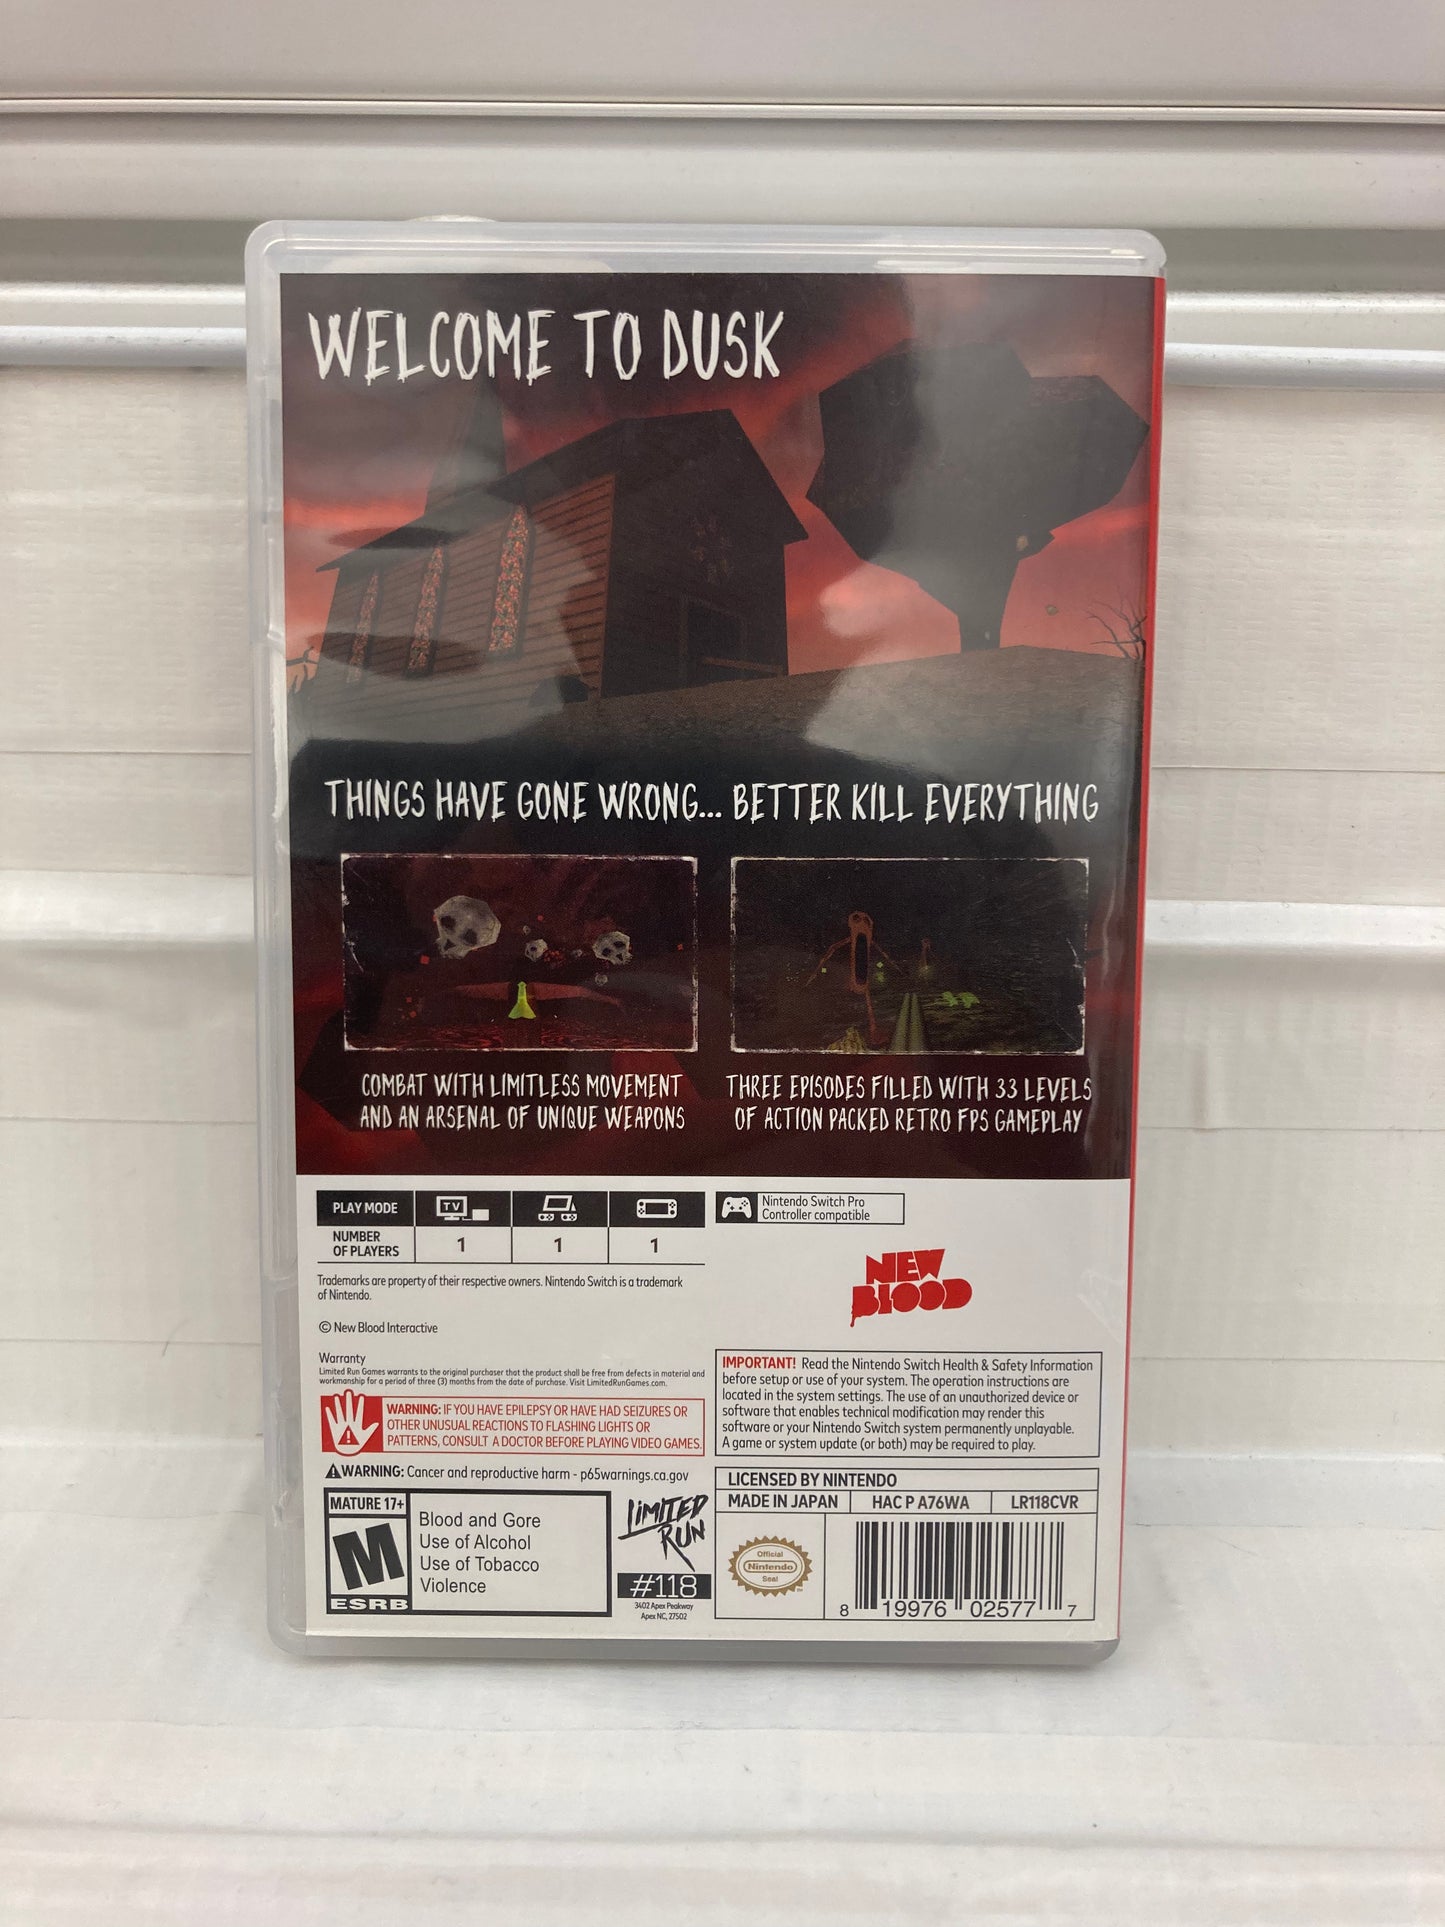 WELCOME TO DUSK
THINGS HAVE GONE WRONG... BETTER KILL EVERYTHING
COMBAT WITH LIMITLESS MOVEMENT
AND AN ARSENAL OF UNIQUE WEAPONS
THREE EPISODES FILLED WITH 33 LEVELS
OF ACTION PACKED RETRO FPS GAMEPLAY
PLAY MODE
TV
NUMBER
OF PLAYERS
1 1 1
Nintendo Switch Pro
Controller compatible
Trademarks are property of their respective owners. Nintendo Switch is a trademark
of Nintendo.
© New Blood Interactive
NEW
BLOOD
Warranty
Limited Run Games warrants to the original purchaser that the product shall be free from defects in material and
workmanship for a period of three (3) months from the date of purchase. Visit LimitedRunGames.com.
WARNING: IF YOU HAVE EPILEPSY OR HAVE HAD SEIZURES OR
OTHER UNUSUAL REACTIONS TO FLASHING LIGHTS OR
PATTERNS, CONSULT A DOCTOR BEFORE PLAYING VIDEO GAMES.
WARNING: Cancer and reproductive harm - p65warnings.ca.gov
IMPORTANT! Read the Nintendo Switch Health & Safety Information
before setup or use of your system. The operation instructions are
located in the system settings. The use of an unauthorized device or
software that enables technical modification may render this
software or your Nintendo Switch system permanently unplayable.
A game or system update (or both) may be required to play.
MATURE 17+
M
ESRB
Blood and Gore
Use of Alcohol
Use of Tobacco
Violence
LIMITED
RUN
#118
3402 Apex Peakway
Apex NC, 27502
LICENSED BY NINTENDO
MADE IN JAPAN HAC P A76WA LR118CVR
Official
Nintendo
Seal
8 19976 02577 7